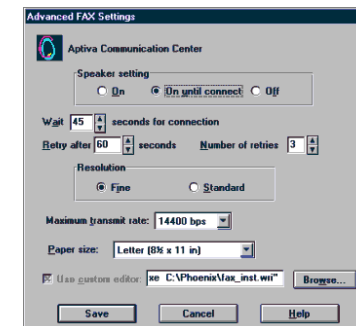 Advanced FAX Settings
Aptiva Communication Center
Speaker setting
On On until connect Off
Wait 45 seconds for connection
Retry after 60 seconds Number of retries 3
Resolution
Fine Standard
Maximum transmit rate: 14400 bps
Paper size: Letter (8½ x 11 in)
Use custom editor: xe C:\Phoenix\fax_inst.wri" Browse...
Save Cancel Help